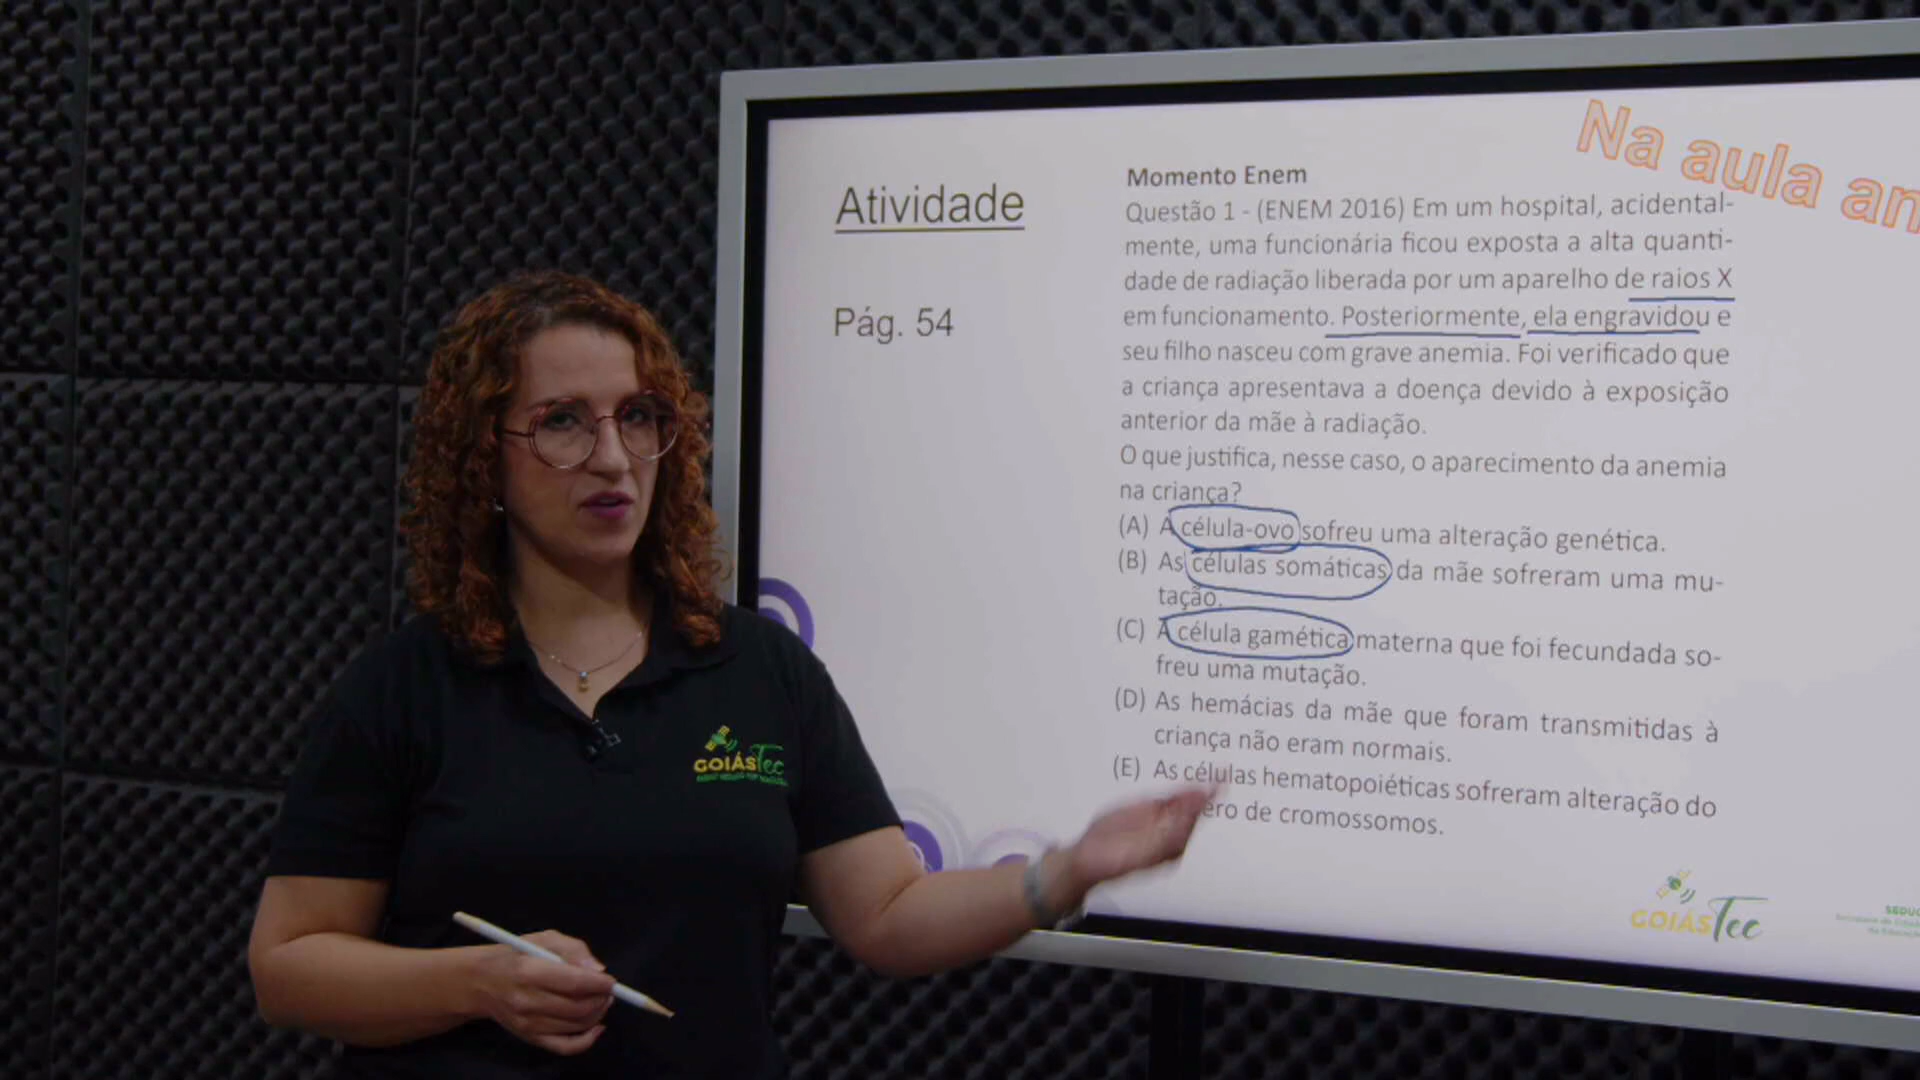 Na aula an
Atividade
Pág. 54
Momento Enem
Questão 1 - (ENEM 2016) Em um hospital, acidental-
mente, uma funcionária ficou exposta a alta quanti-
dade de radiação liberada por um aparelho de raios X
em funcionamento. Posteriormente, ela engravidou e
seu filho nasceu com grave anemia. Foi verificado que
a criança apresentava a doença devido à exposição
anterior da mãe à radiação.
O que justifica, nesse caso, o aparecimento da anemia
na criança?
(A) A célula-ovo sofreu uma alteração genética.
(B) As células somáticas da mãe sofreram uma mu-
tação.
(C) A célula gamética materna que foi fecundada so-
freu uma mutação.
(D) As hemácias da mãe que foram transmitidas à
criança não eram normais.
(E) As células hematopoiéticas sofreram alteração do
ero de cromossomos.
GOIÁSTec
GOIÁSTec